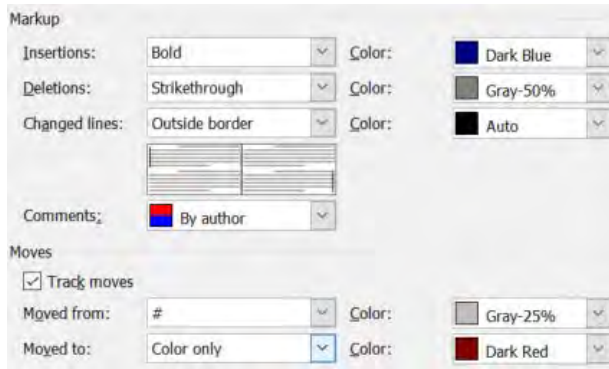 Markup
Insertions: Bold Color: Dark Blue
Deletions: Strikethrough Color: Gray-50%
Changed lines: Outside border Color: Auto
Comments: By author
Moves
Track moves
Moved from: # Color: Gray-25%
Moved to: Color only Color: Dark Red